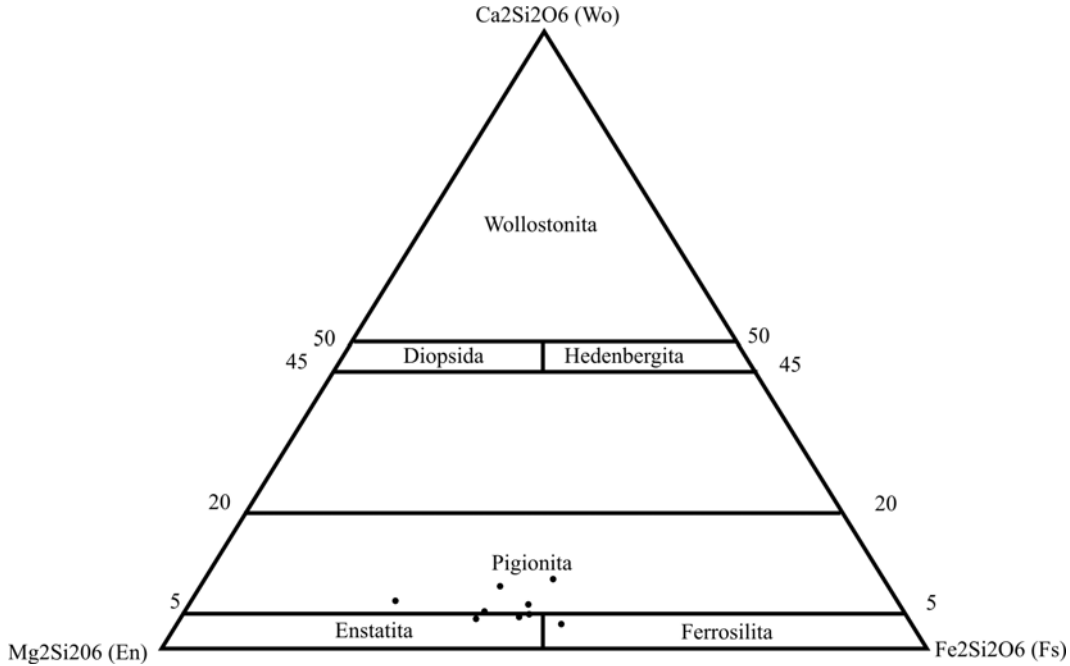 Ca2Si2O6 (Wo)
Wollostonita
50
50
Diopsida
Hedenbergita
45
45
20
20
Pigionita
5
5
Enstatita
Ferrosilita
Mg2Si206 (En)
Fe2Si2O6 (Fs)